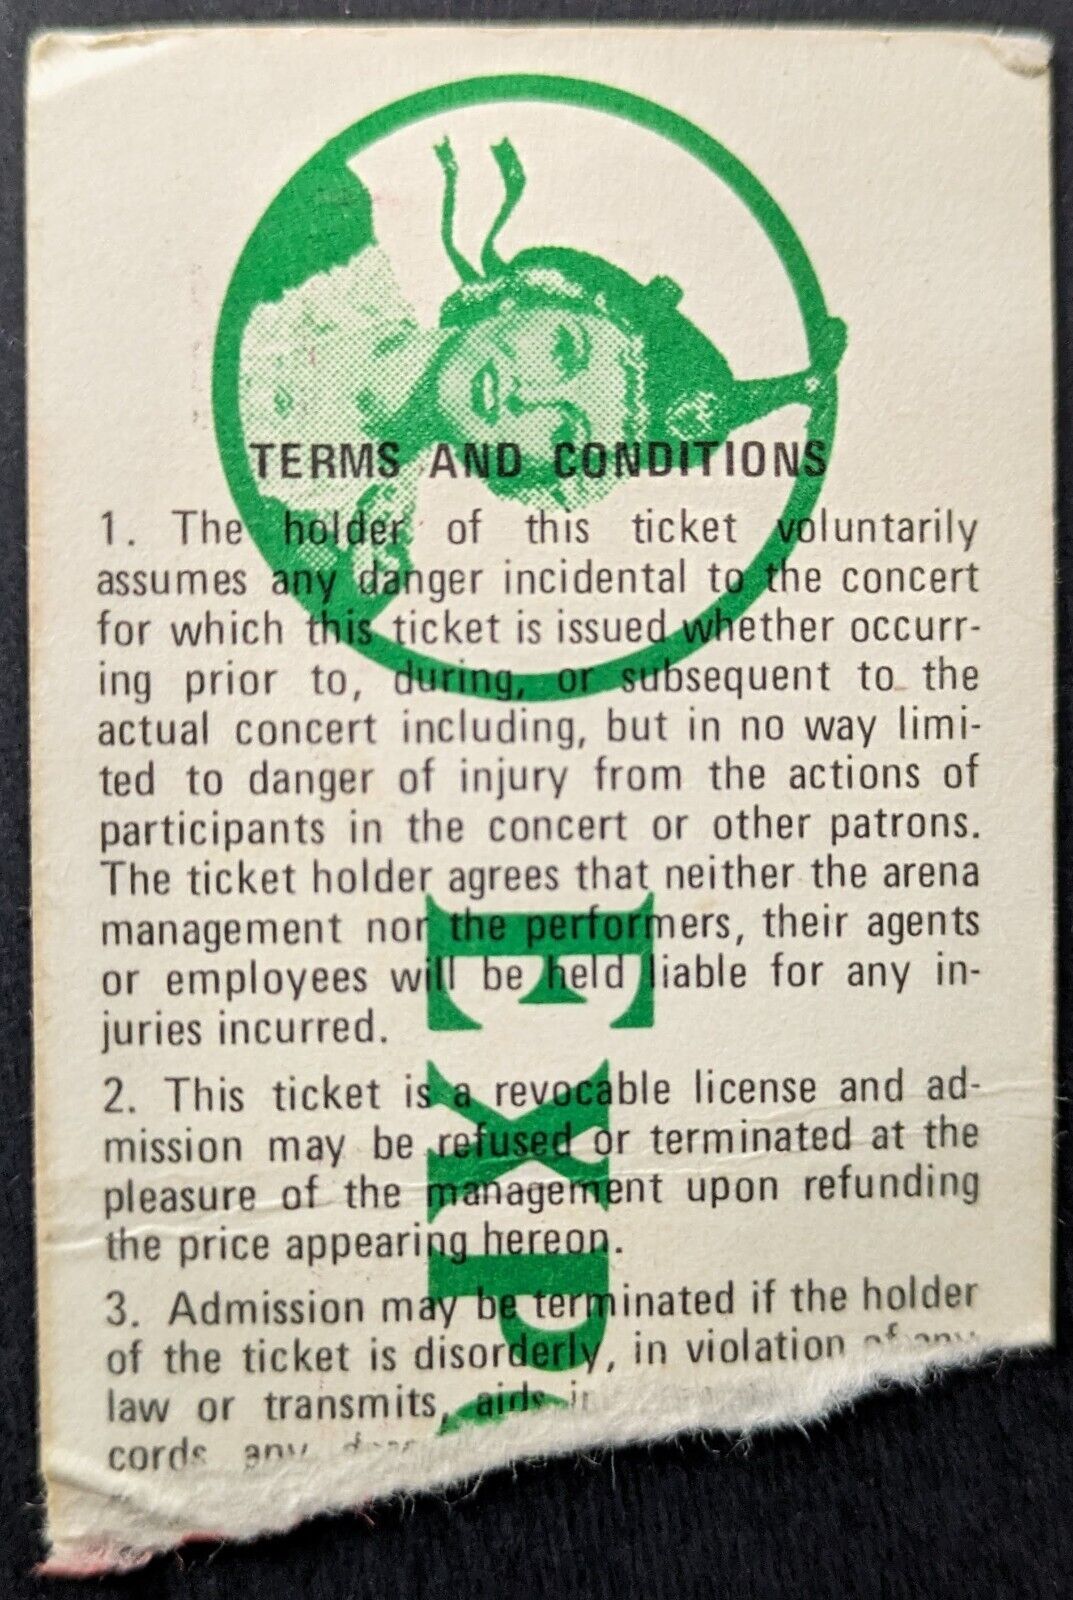 TERMS AND CONDITIONS
1. The holder of this ticket voluntarily
assumes any danger incidental to the concert
for which this ticket is issued whether occurr-
ing prior to, during, or subsequent to the
actual concert including, but in no way limi-
ted to danger of injury from the actions of
participants in the concert or other patrons.
The ticket holder agrees that neither the arena
management nor the performers, their agents
or employees will be held liable for any in-
juries incurred.
2. This ticket is a revocable license and ad-
mission may be refused or terminated at the
pleasure of the management upon refunding
the price appearing hereon.
3. Admission may be terminated if the holder
of the ticket is disorderly, in violation of any
law or transmits, aids in
cords any
EXP